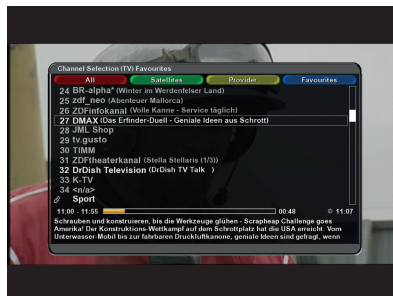 Channel Selection (TV) Favourites
All Satellites Provider Favourites
24 BR-alpha* (Winter im Werdenfelser Land)
25 zdf_neo (Abenteuer Mallorca)
26 ZDFinfokanal (Volle Kanne - Service täglich)
27 DMAX (Das Erfinder-Duell - Geniale Ideen aus Schrott)
28 JML Shop
29 tv.gusto
30 TIMM
31 ZDFtheaterkanal (Stella Stellaris (1/3))
32 DrDish Television (DrDish TV Talk )
33 K-TV
34 <n/a>
Sport
11:00 - 11:55 00:48 11:07
Schrauben und konstruieren, bis die Werkzeuge glühen - Scrapheap Challenge goes
Amerika! Der Konstruktions-Wettkampf auf dem Schrottplatz hat die USA erreicht. Vom
Unterwasser-Mobil bis zur fahrbaren Druckluftkanone, geniale Ideen sind gefragt, wenn